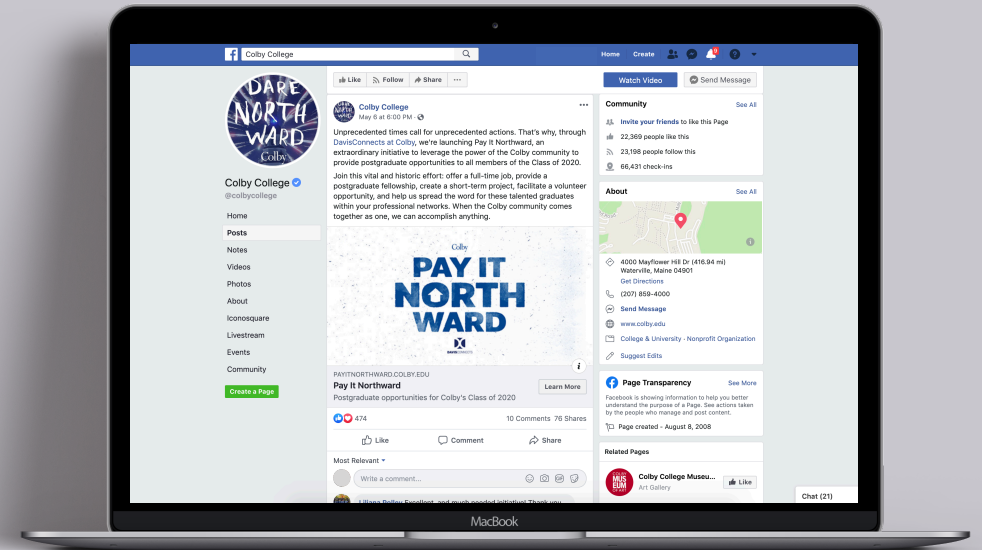 Colby College
Home Create 9
DARE
NORTH
WARD
Colby
Colby College
@colbycollege
Home
Posts
Notes
Videos
Photos
About
Iconosquare
Livestream
Events
Community
Create a Page
Like Follow Share ...
Watch Video Send Message
Colby College
May 6 at 6:00 PM ·
Unprecedented times call for unprecedented actions. That's why, through
DavisConnects at Colby, we're launching Pay It Northward, an
extraordinary initiative to leverage the power of the Colby community to
provide postgraduate opportunities to all members of the Class of 2020.
Join this vital and historic effort: offer a full-time job, provide a
postgraduate fellowship, create a short-term project, facilitate a volunteer
opportunity, and help us spread the word for these talented graduates
within your professional networks. When the Colby community comes
together as one, we can accomplish anything.
Colby
PAY IT
NORTH
WARD
DAVISCONNECTS
PAYITNORTHWARD.COLBY.EDU
Pay It Northward
Postgraduate opportunities for Colby's Class of 2020
Learn More
474
10 Comments 76 Shares
Like Comment Share
Most Relevant
Write a comment...
GIF
Liliana Polley Excellent, and much needed initiative! Thank you
Community See All
Invite your friends to like this Page
22,369 people like this
23,198 people follow this
66,431 check-ins
About See All
4000 Mayflower Hill Dr (416.94 mi)
Waterville, Maine 04901
Get Directions
(207) 859-4000
Send Message
www.colby.edu
College & University · Nonprofit Organization
Suggest Edits
Page Transparency See More
Facebook is showing information to help you better
understand the purpose of a Page. See actions taken
by the people who manage and post content.
Page created - August 8, 2008
Related Pages
COLBY
MUS
EUM
OF ART
Colby College Museu...
Art Gallery
Like
Chat (21)
MacBook